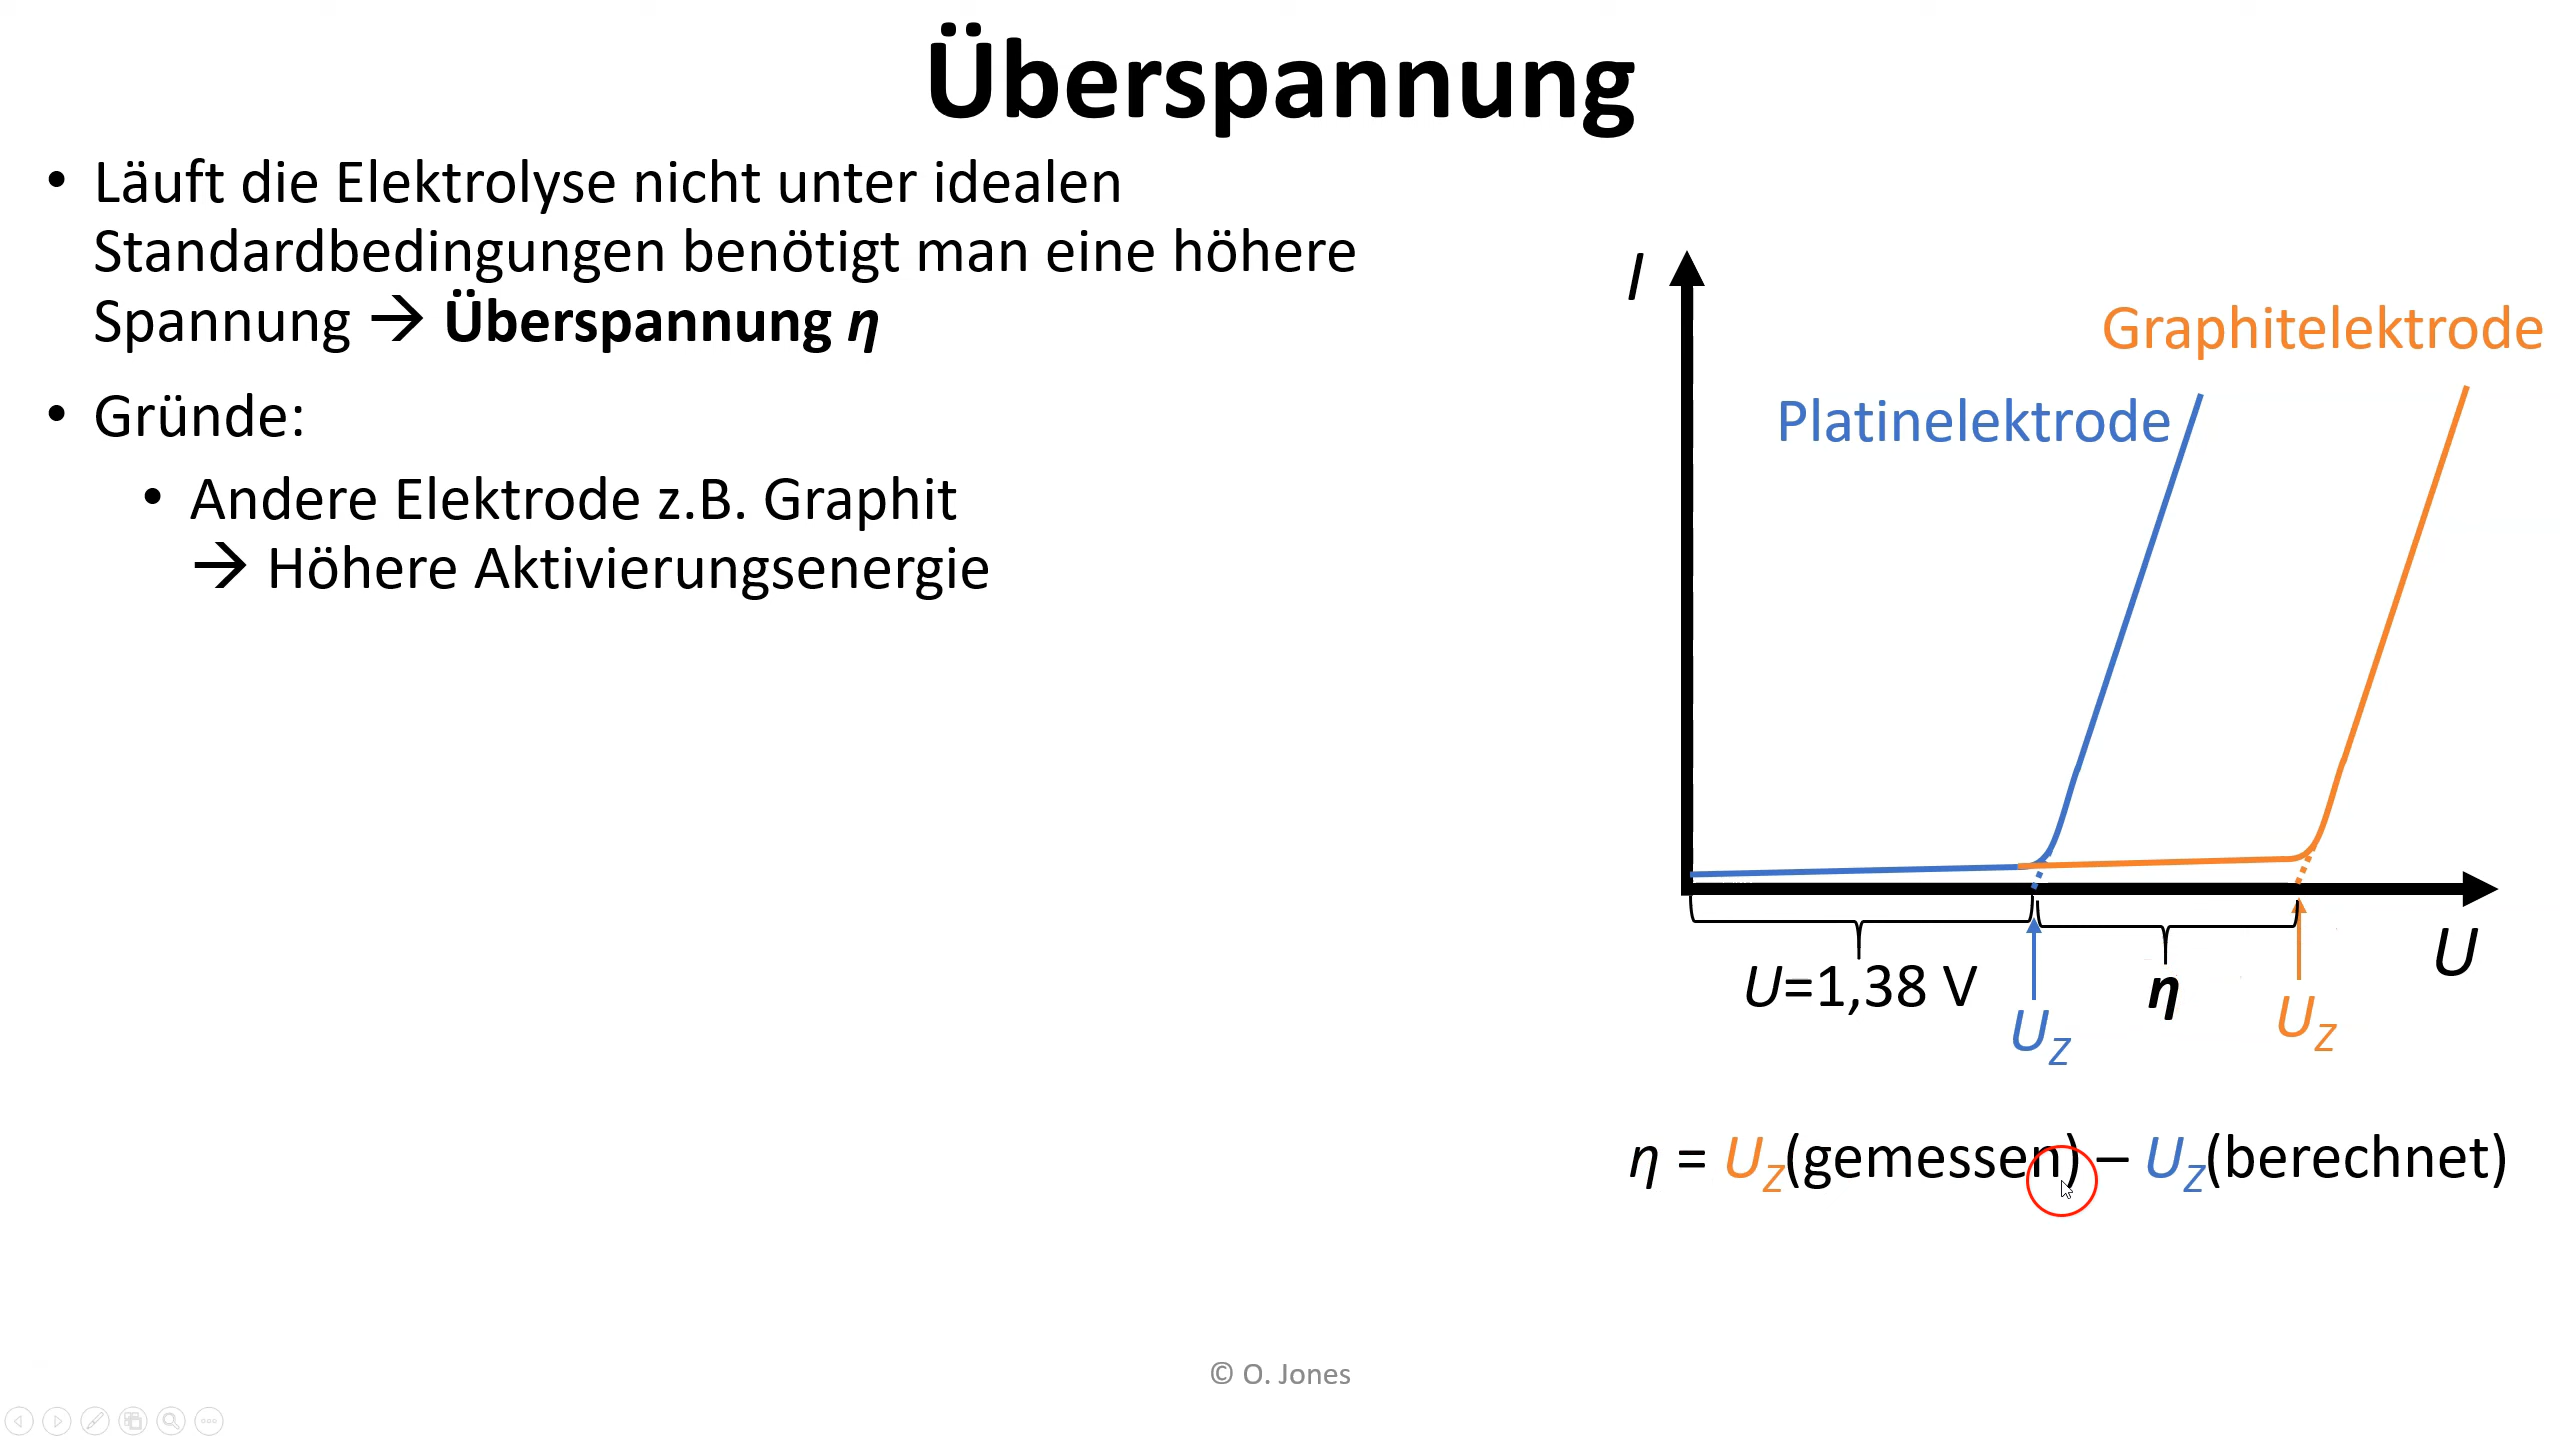 Überspannung
• Läuft die Elektrolyse nicht unter idealen
Standardbedingungen benötigt man eine höhere
Spannung → Überspannung η
• Gründe:
• Andere Elektrode z.B. Graphit
→ Höhere Aktivierungsenergie
I
Graphitelektrode
Platinelektrode
U
U=1,38 V
η
U_Z
U_Z
η = U_Z(gemessen) – U_Z(berechnet)
© O. Jones